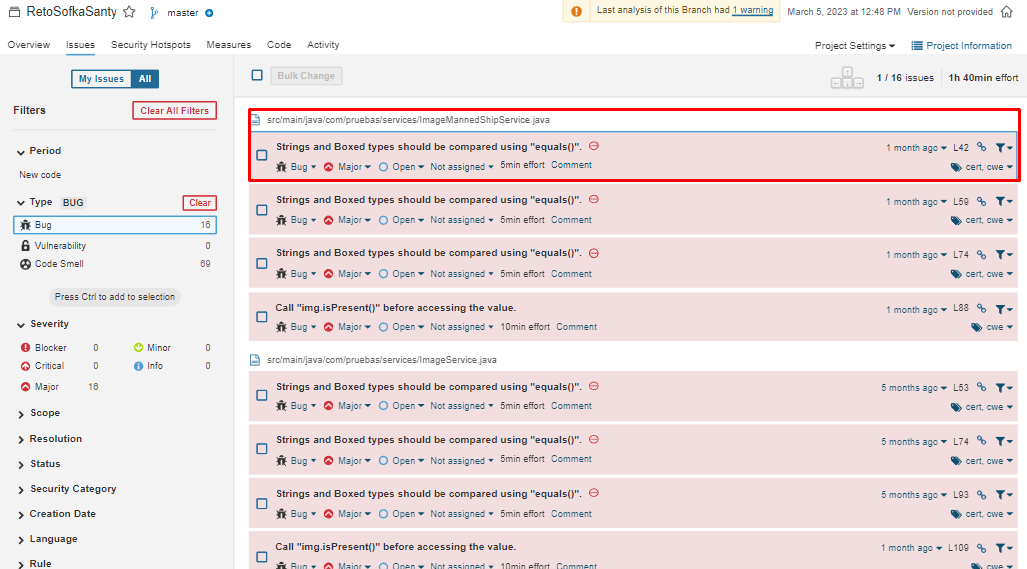 RetoSofkaSanty master Last analysis of this Branch had 1 warning March 5, 2023 at 12:48 PM Version not provided
Overview Issues Security Hotspots Measures Code Activity Project Settings Project Information
My Issues All
Bulk Change 1 / 16 issues 1h 40min effort
Filters Clear All Filters
Period
New code
Type BUG Clear
Bug 16
Vulnerability 0
Code Smell 69
Press Ctrl to add to selection
Severity
Blocker 0 Minor 0
Critical 0 Info 0
Major 16
Scope
Resolution
Status
Security Category
Creation Date
Language
Rule
src/main/java/com/pruebas/services/ImageMannedShipService.java
Strings and Boxed types should be compared using "equals()". 1 month ago L42
Bug Major Open Not assigned 5min effort Comment cert, cwe
Strings and Boxed types should be compared using "equals()". 1 month ago L59
Bug Major Open Not assigned 5min effort Comment cert, cwe
Strings and Boxed types should be compared using "equals()". 1 month ago L74
Bug Major Open Not assigned 5min effort Comment cert, cwe
Call "img.isPresent()" before accessing the value. 1 month ago L88
Bug Major Open Not assigned 10min effort Comment cwe
src/main/java/com/pruebas/services/ImageService.java
Strings and Boxed types should be compared using "equals()". 5 months ago L53
Bug Major Open Not assigned 5min effort Comment cert, cwe
Strings and Boxed types should be compared using "equals()". 5 months ago L74
Bug Major Open Not assigned 5min effort Comment cert, cwe
Strings and Boxed types should be compared using "equals()". 5 months ago L93
Bug Major Open Not assigned 5min effort Comment cert, cwe
Call "img.isPresent()" before accessing the value. 1 month ago L109
Bug Major Open Not assigned 10min effort Comment cwe